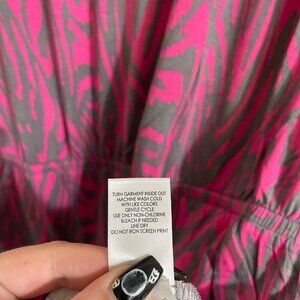 TURN GARMENT INSIDE OUT
MACHINE WASH COLD
WITH LIKE COLORS
GENTLE CYCLE
USE ONLY NON-CHLORINE
BLEACH IF NEEDED
LINE DRY
DO NOT IRON SCREEN PRINT